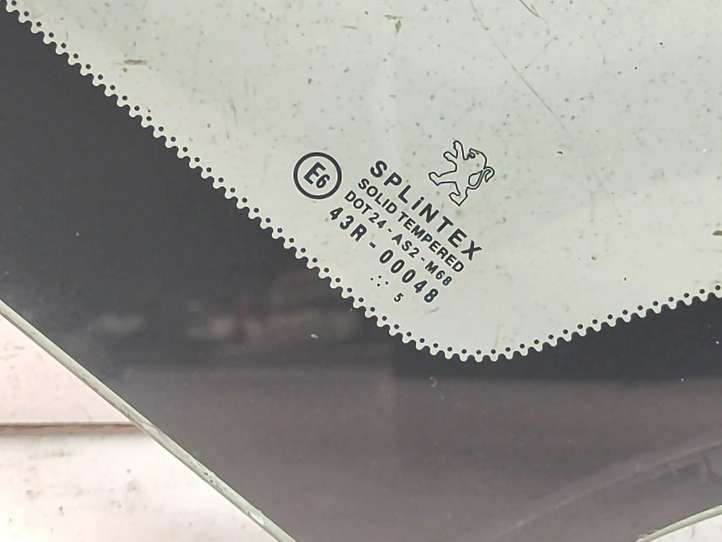 E6
SPLINTEX
SOLID TEMPERED
DOT24-AS2-M68
43R-00048
5